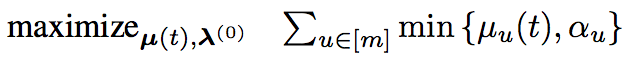 maximize_{𝝁(t),𝝀^{(0)}} ∑_{u∈[m]} min {μ_u(t), α_u}